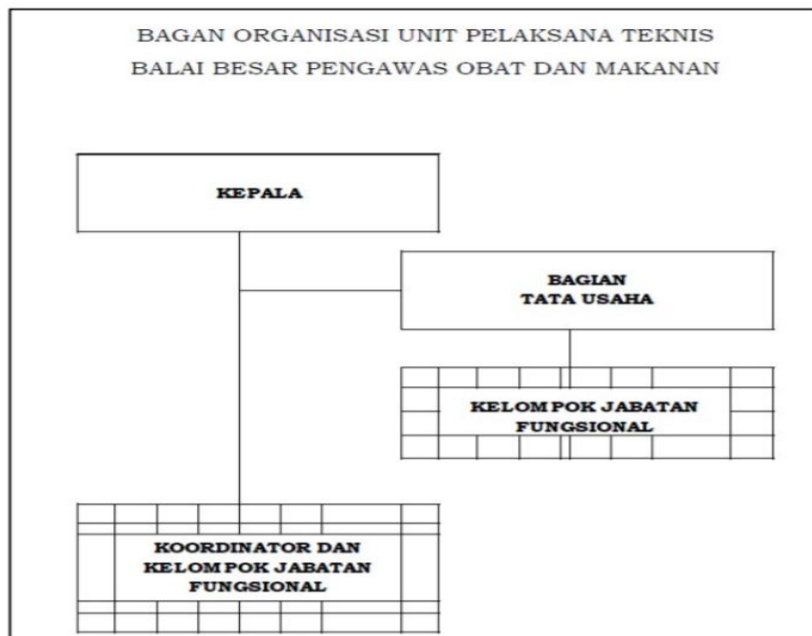 BAGAN ORGANISASI UNIT PELAKSANA TEKNIS
BALAI BESAR PENGAWAS OBAT DAN MAKANAN
KEPALA
BAGIAN
TATA USAHA
KELOMPOK JABATAN
FUNGSIONAL
KOORDINATOR DAN
KELOMPOK JABATAN
FUNGSIONAL